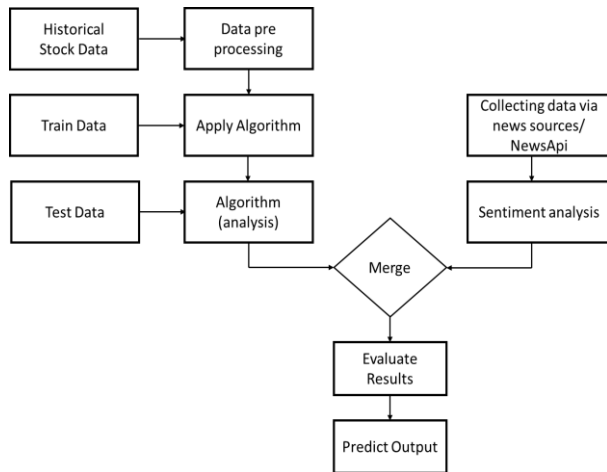 Historical
Stock Data
Data pre
processing
Train Data
Apply Algorithm
Collecting data via
news sources/
NewsApi
Test Data
Algorithm
(analysis)
Sentiment analysis
Merge
Evaluate
Results
Predict Output